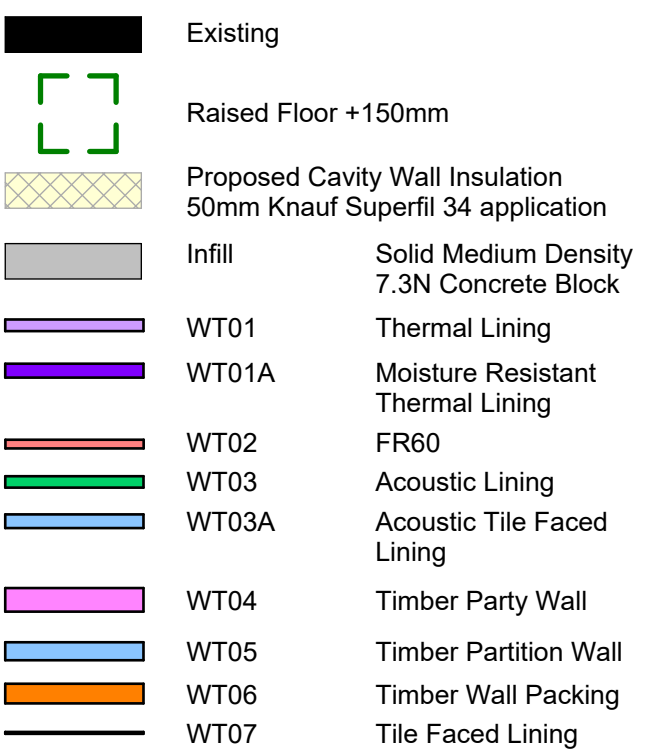 Existing
Raised Floor +150mm
Proposed Cavity Wall Insulation
50mm Knauf Superfil 34 application
Infill Solid Medium Density
7.3N Concrete Block
WT01 Thermal Lining
WT01A Moisture Resistant
Thermal Lining
WT02 FR60
WT03 Acoustic Lining
WT03A Acoustic Tile Faced
Lining
WT04 Timber Party Wall
WT05 Timber Partition Wall
WT06 Timber Wall Packing
WT07 Tile Faced Lining